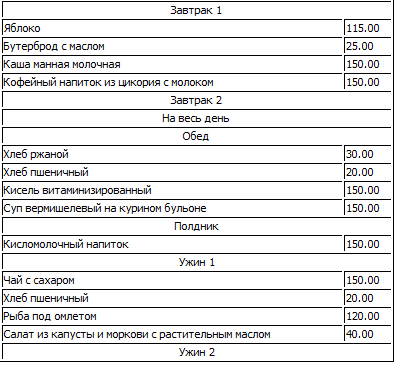 Завтрак 1
Яблоко 115.00
Бутерброд с маслом 25.00
Каша манная молочная 150.00
Кофейный напиток из цикория с молоком 150.00
Завтрак 2
На весь день
Обед
Хлеб ржаной 30.00
Хлеб пшеничный 20.00
Кисель витаминизированный 150.00
Суп вермишелевый на курином бульоне 150.00
Полдник
Кисломолочный напиток 150.00
Ужин 1
Чай с сахаром 150.00
Хлеб пшеничный 20.00
Рыба под омлетом 120.00
Салат из капусты и моркови с растительным маслом 40.00
Ужин 2